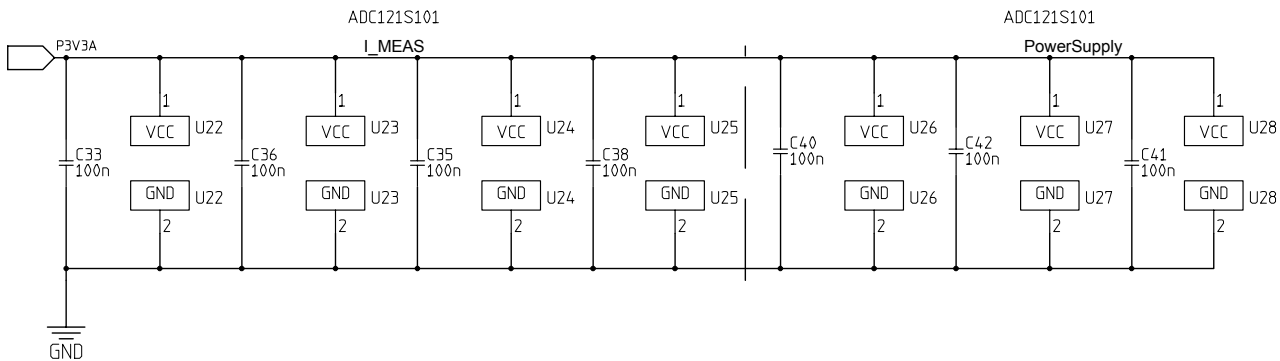 ADC121S101 ADC121S101
P3V3A I_MEAS PowerSupply
1 1 1 1 1 1 1
VCC U22 VCC U23 VCC U24 VCC U25 VCC U26 VCC U27 VCC U28
C33 C36 C35 C38 C40 C42 C41
100n 100n 100n 100n 100n 100n 100n
GND U22 GND U23 GND U24 GND U25 GND U26 GND U27 GND U28
2 2 2 2 2 2 2
GND